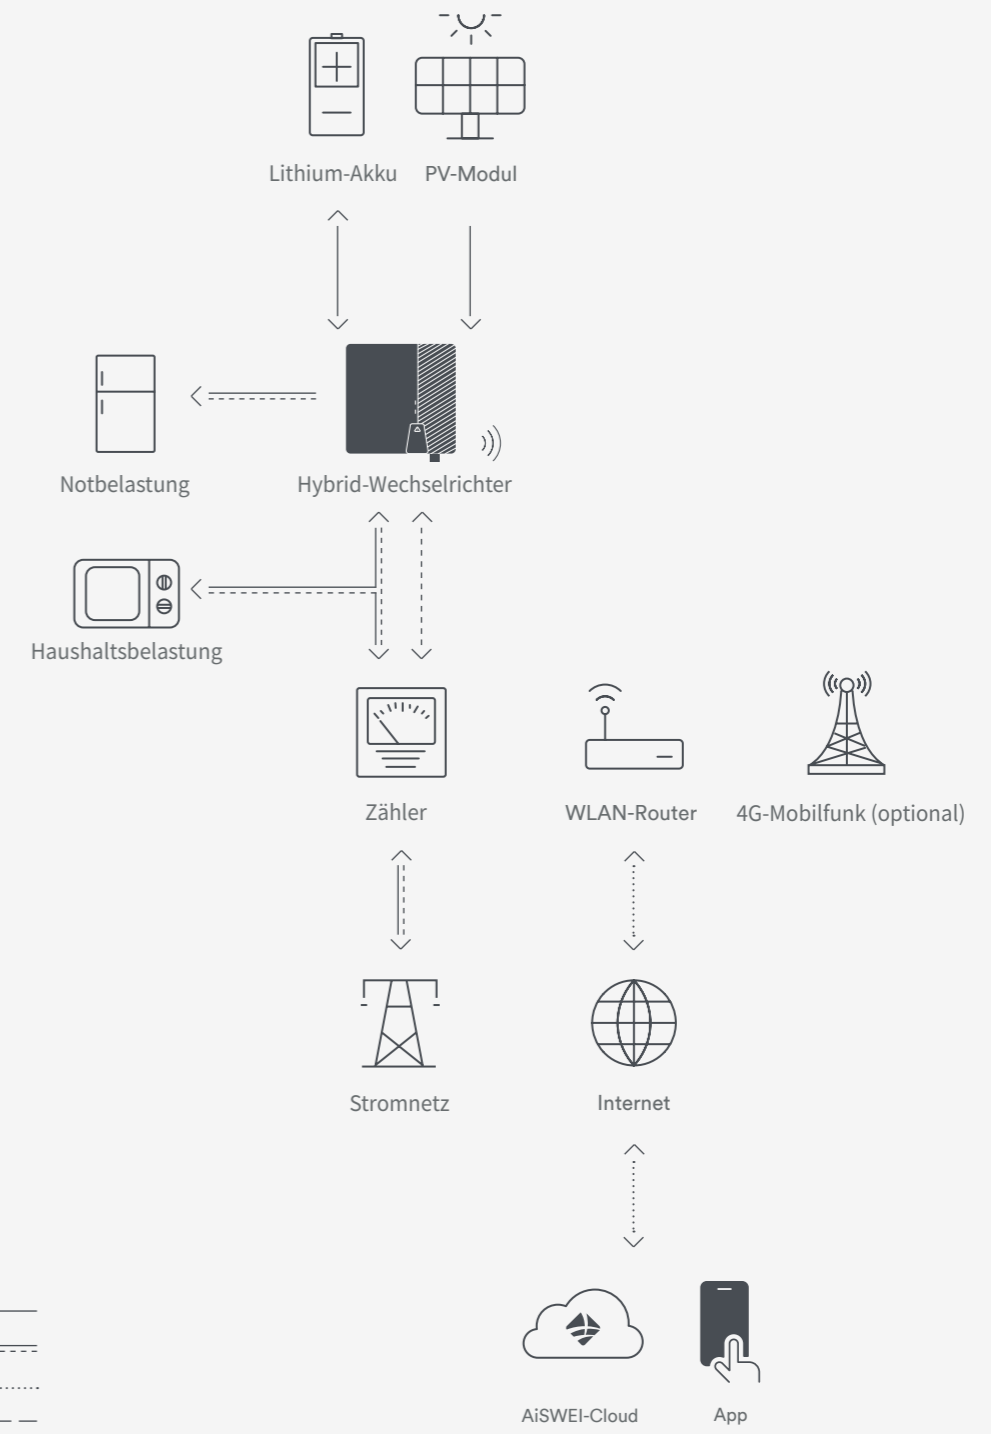 Lithium-Akku PV-Modul
Notbelastung Hybrid-Wechselrichter
Haushaltsbelastung
Zähler WLAN-Router 4G-Mobilfunk (optional)
Stromnetz Internet
AiSWEI-Cloud App